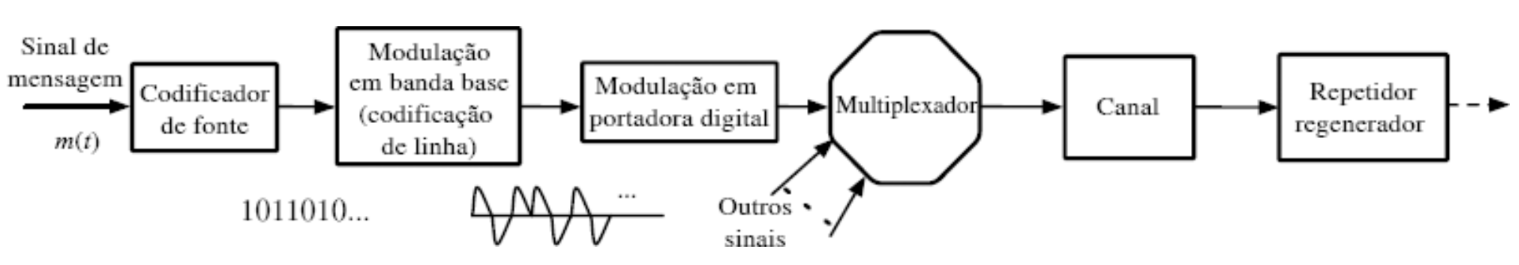 Sinal de
mensagem
m(t)
Codificador
de fonte
Modulação
em banda base
(codificação
de linha)
Modulação em
portadora digital
Multiplexador
Canal
Repetidor
regenerador
1011010...
...
Outros
sinais